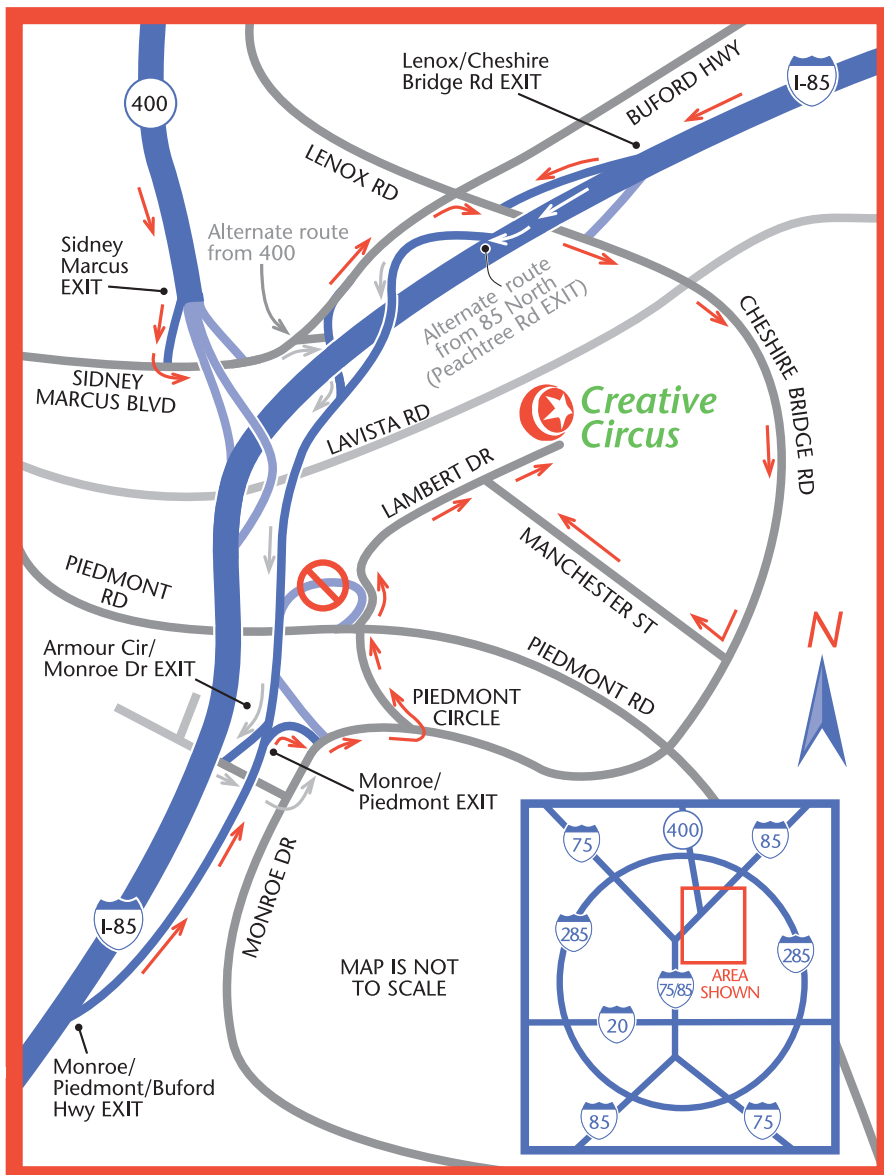 400
Lenox/Cheshire
Bridge Rd EXIT
BUFORD HWY
I-85
LENOX RD
Sidney
Marcus
EXIT
Alternate route
from 400
Alternate route
from 85 North
(Peachtree Rd EXIT)
SIDNEY
MARCUS BLVD
CHESHIRE BRIDGE RD
LAVISTA RD
Creative
Circus
LAMBERT DR
MANCHESTER ST
PIEDMONT
RD
Armour Cir/
Monroe Dr EXIT
PIEDMONT RD
PIEDMONT
CIRCLE
N
Monroe/
Piedmont EXIT
MONROE DR
I-85
MAP IS NOT
TO SCALE
Monroe/
Piedmont/Buford
Hwy EXIT
75
400
85
285
285
75/85
AREA
SHOWN
20
85
75